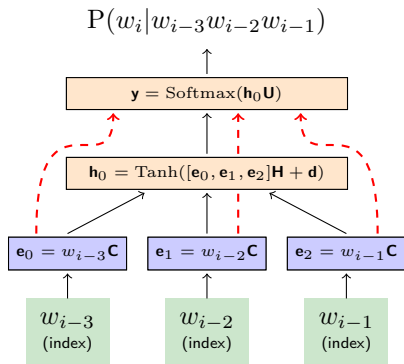 P(w_i|w_{i−3}w_{i−2}w_{i−1})
y = Softmax(h_0U)
h_0 = Tanh([e_0, e_1, e_2]H + d)
e_0 = w_{i−3}C e_1 = w_{i−2}C e_2 = w_{i−1}C
w_{i−3} w_{i−2} w_{i−1}
(index) (index) (index)